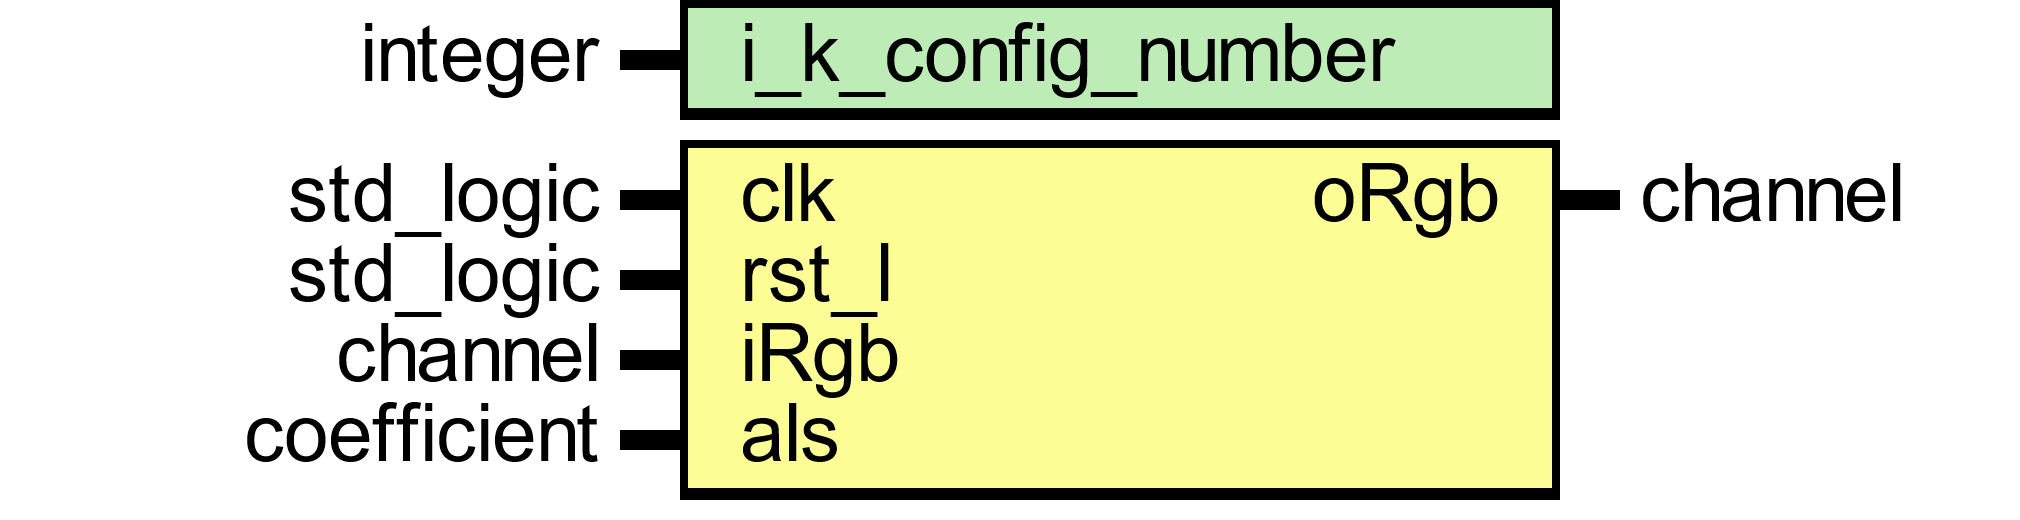 integer i_k_config_number
std_logic clk oRgb channel
std_logic rst_l
channel iRgb
coefficient als